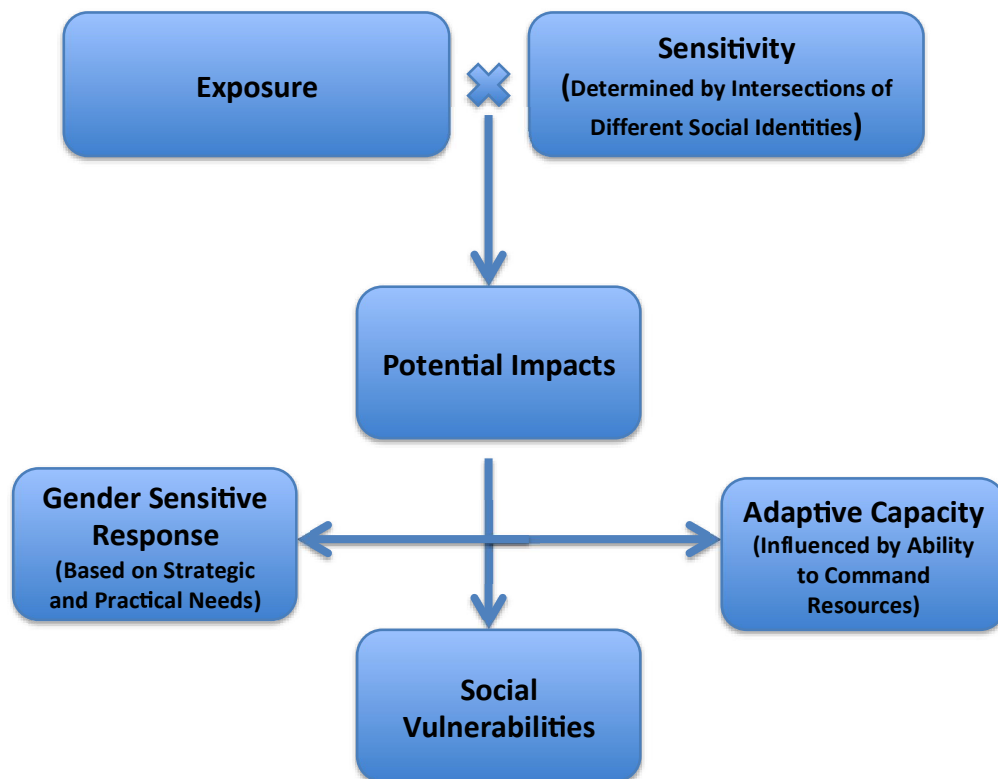 Exposure
Sensitivity
(Determined by Intersections of
Different Social Identities)
Potential Impacts
Gender Sensitive
Response
(Based on Strategic
and Practical Needs)
Adaptive Capacity
(Influenced by Ability
to Command
Resources)
Social
Vulnerabilities